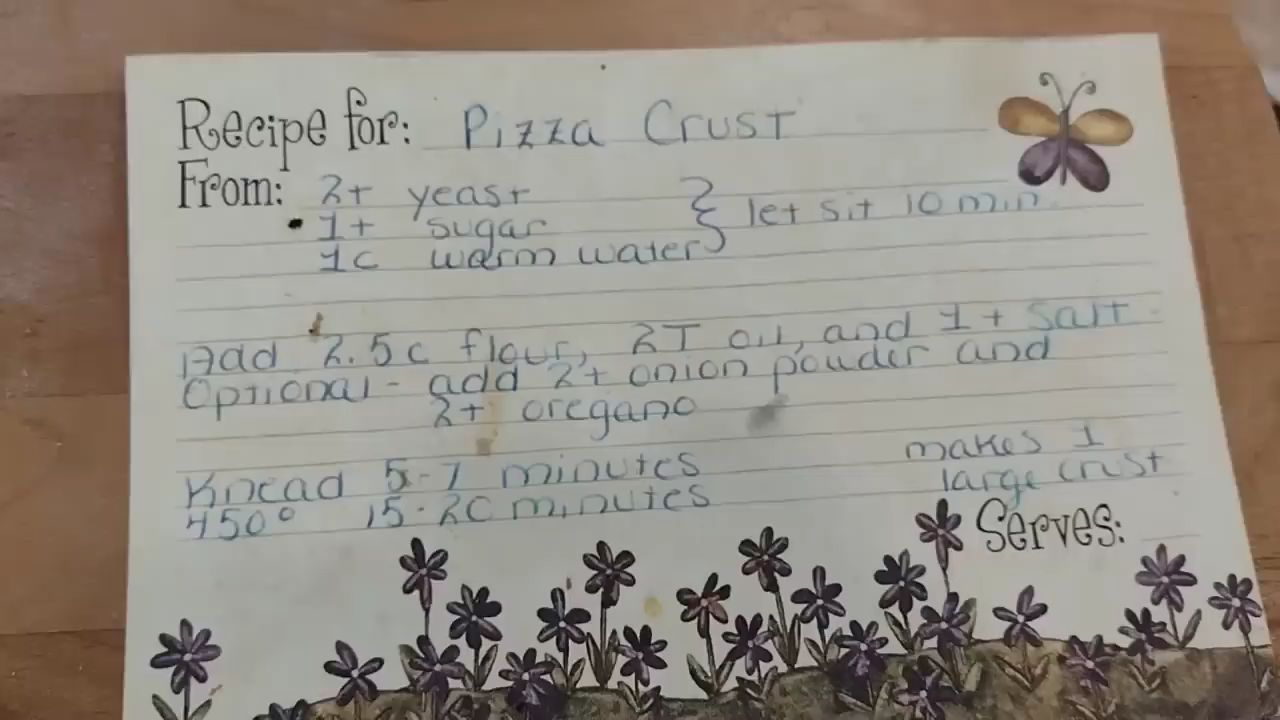 Recipe for: Pizza Crust
From: 2t yeast
1t sugar } let sit 10 min.
1c warm water
Add 2.5c flour, 2T oil, and 1t salt
Optional - add 2t onion powder and
2t oregano
Knead 5-7 minutes
450° 15-20 minutes
makes 1
large crust
Serves: